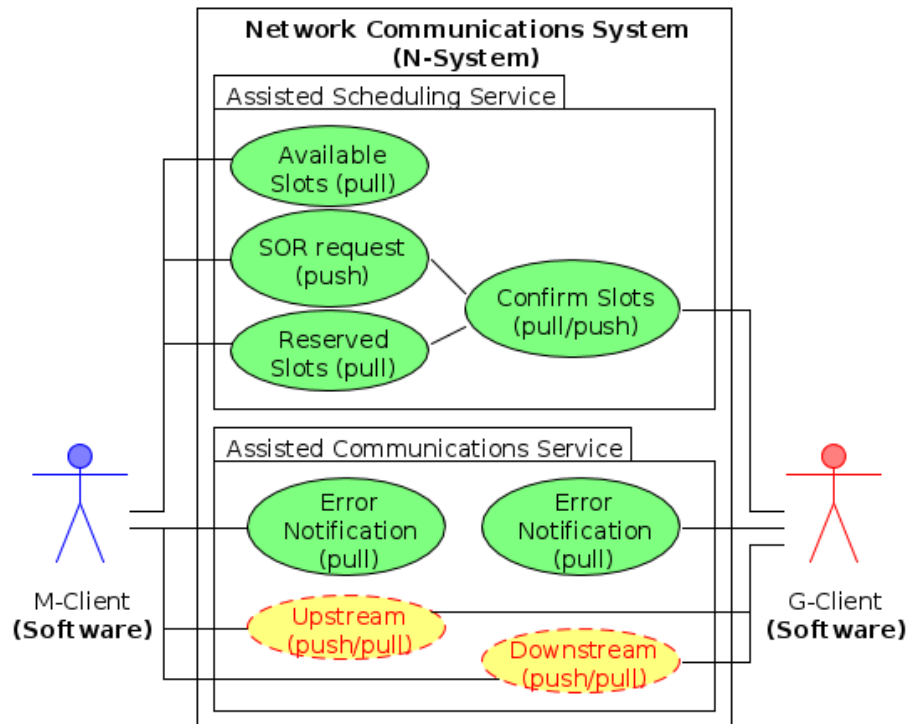 Network Communications System
(N-System)
Assisted Scheduling Service
Available
Slots (pull)
SOR request
(push)
Confirm Slots
(pull/push)
Reserved
Slots (pull)
Assisted Communications Service
Error
Notification
(pull)
Error
Notification
(pull)
M-Client
(Software)
G-Client
(Software)
Upstream
(push/pull)
Downstream
(push/pull)